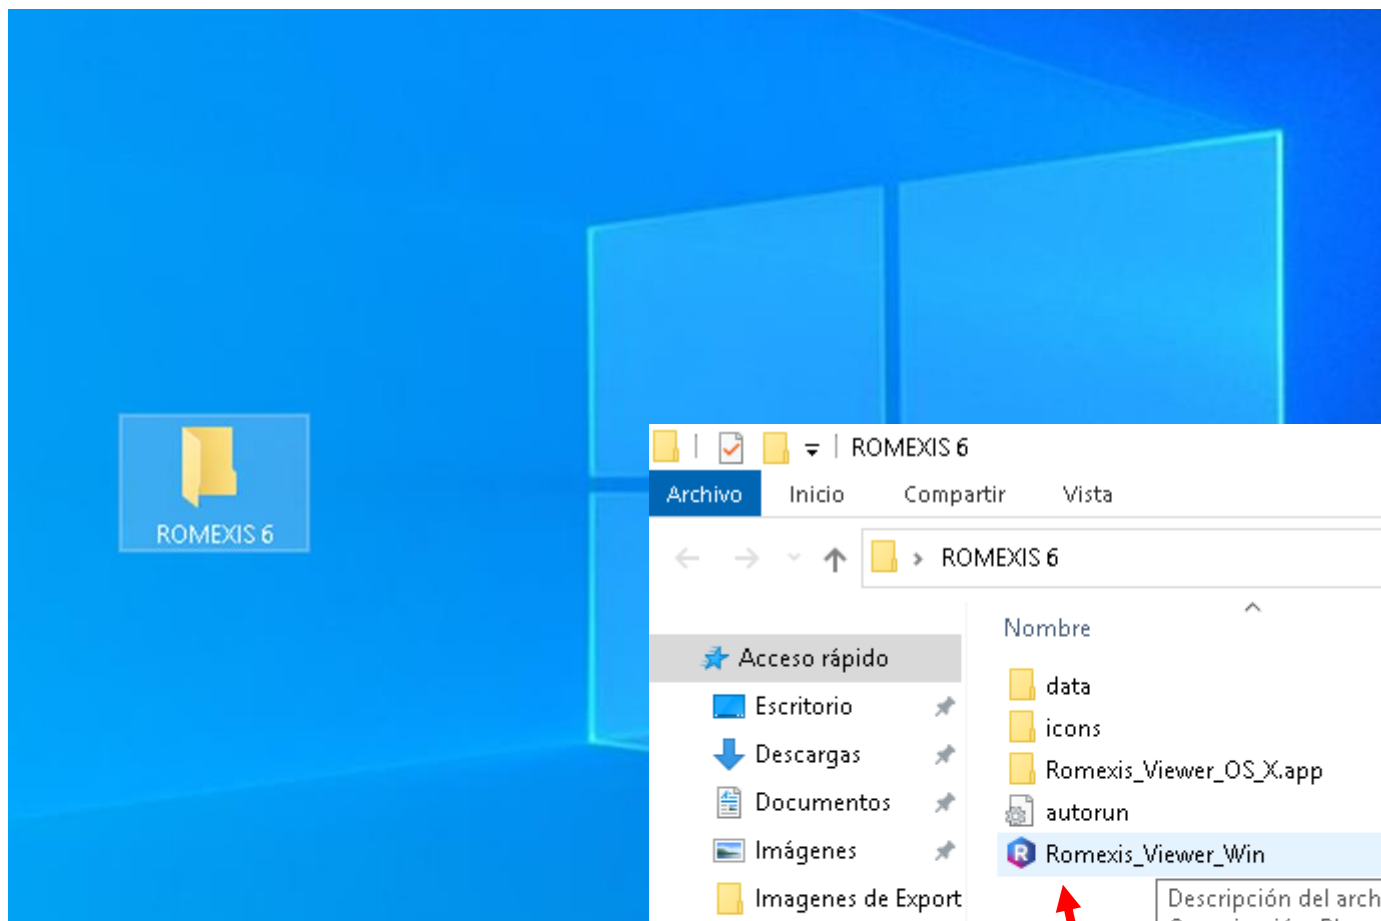 ROMEXIS 6
ROMEXIS 6
Archivo Inicio Compartir Vista
ROMEXIS 6
Nombre
Acceso rápido
data
Escritorio
icons
Descargas
Romexis_Viewer_OS_X.app
Documentos
autorun
Imágenes
Romexis_Viewer_Win
Imagenes de Export
Descripción del arch